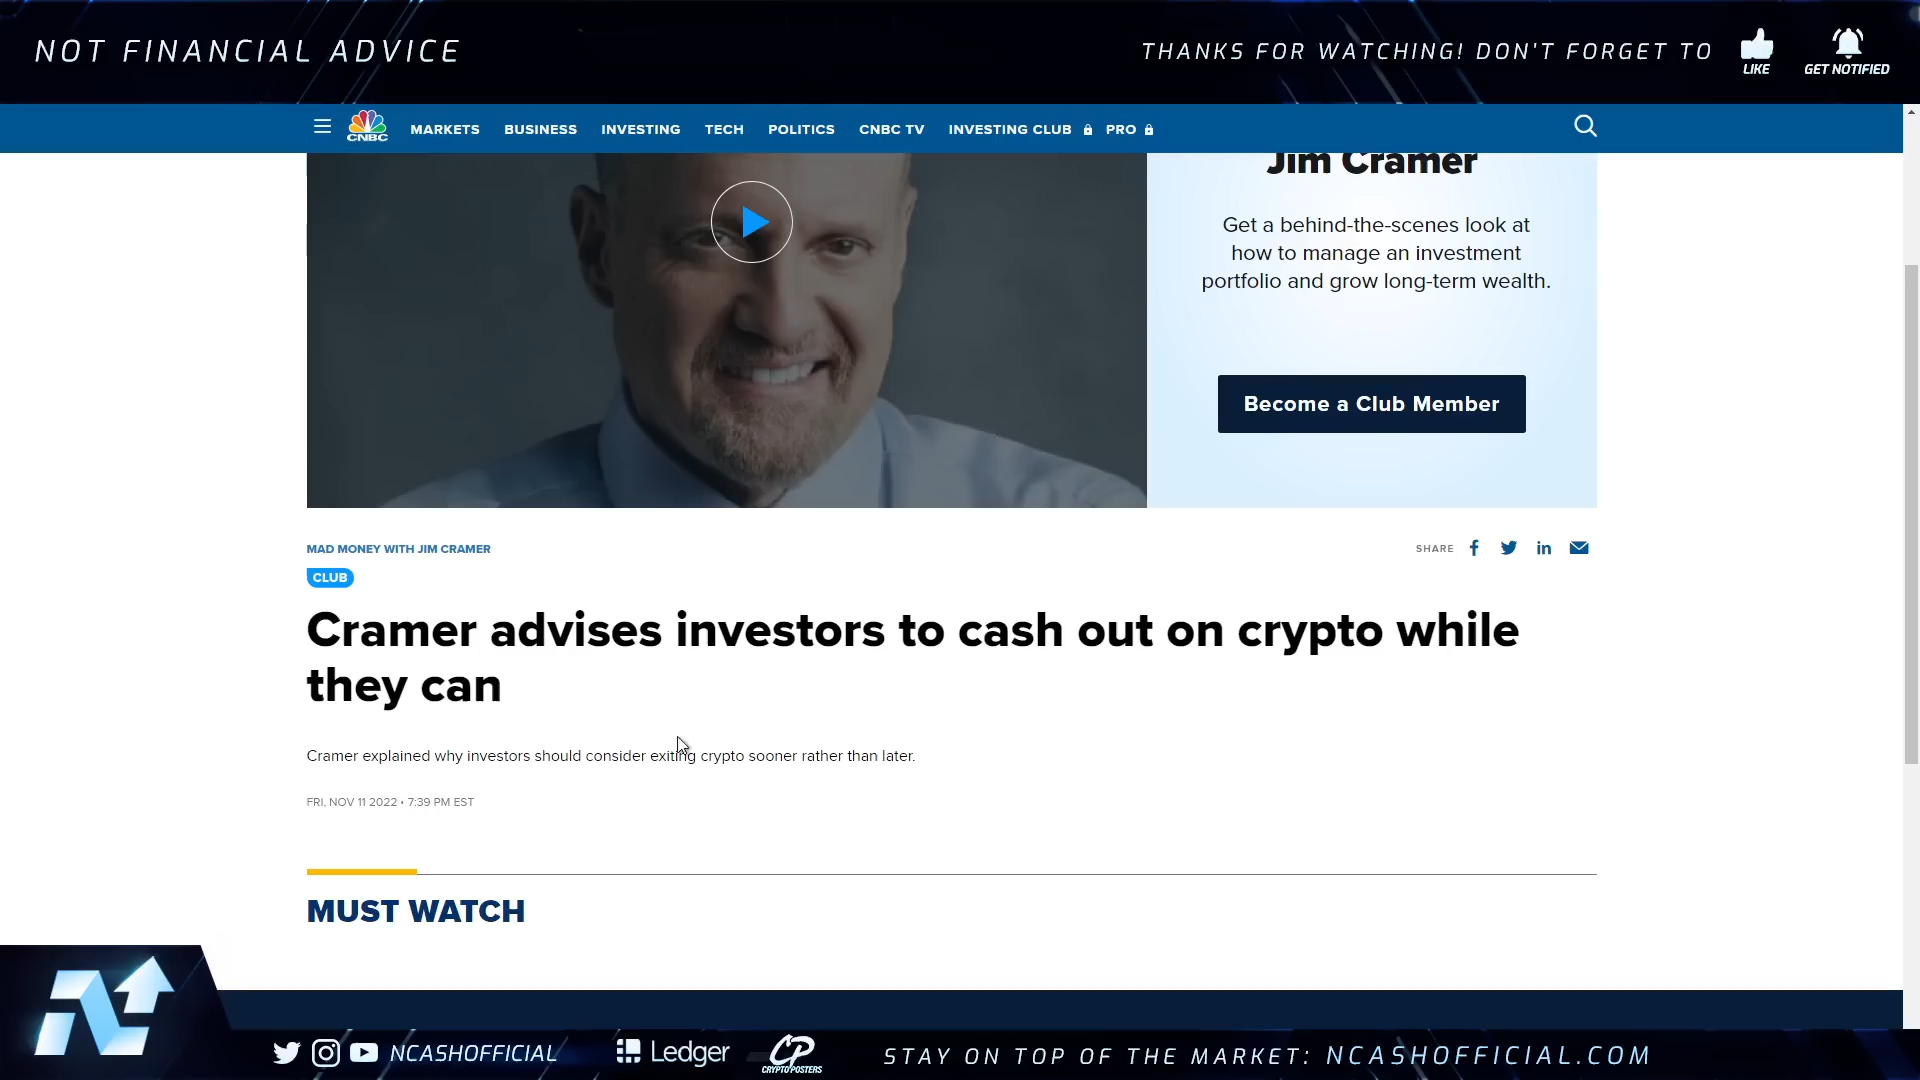 NOT FINANCIAL ADVICE
THANKS FOR WATCHING! DON'T FORGET TO
LIKE
GET NOTIFIED
CNBC
MARKETS BUSINESS INVESTING TECH POLITICS CNBC TV INVESTING CLUB PRO
Jim Cramer
Get a behind-the-scenes look at
how to manage an investment
portfolio and grow long-term wealth.
Become a Club Member
MAD MONEY WITH JIM CRAMER
SHARE
CLUB
Cramer advises investors to cash out on crypto while
they can
Cramer explained why investors should consider exiting crypto sooner rather than later.
FRI, NOV 11 2022 • 7:39 PM EST
MUST WATCH
NCASHOFFICIAL
Ledger
CP
CRYPTOPOSTERS
STAY ON TOP OF THE MARKET: NCASHOFFICIAL.COM